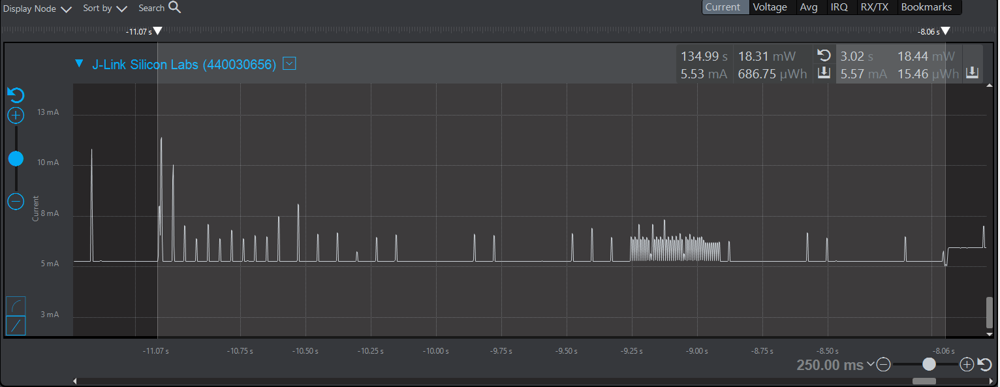 Display Node Sort by Search Current Voltage Avg IRQ RX/TX Bookmarks
-11.07 s -8.06 s
J-Link Silicon Labs (440030656)
134.99 s 18.31 mW 3.02 s 18.44 mW
5.53 mA 686.75 µWh 5.57 mA 15.46 µWh
13 mA
10 mA
8 mA
5 mA
3 mA
Current
-11.07 s -10.75 s -10.50 s -10.25 s -10.00 s -9.75 s -9.50 s -9.25 s -9.00 s -8.75 s -8.50 s -8.06 s
250.00 ms